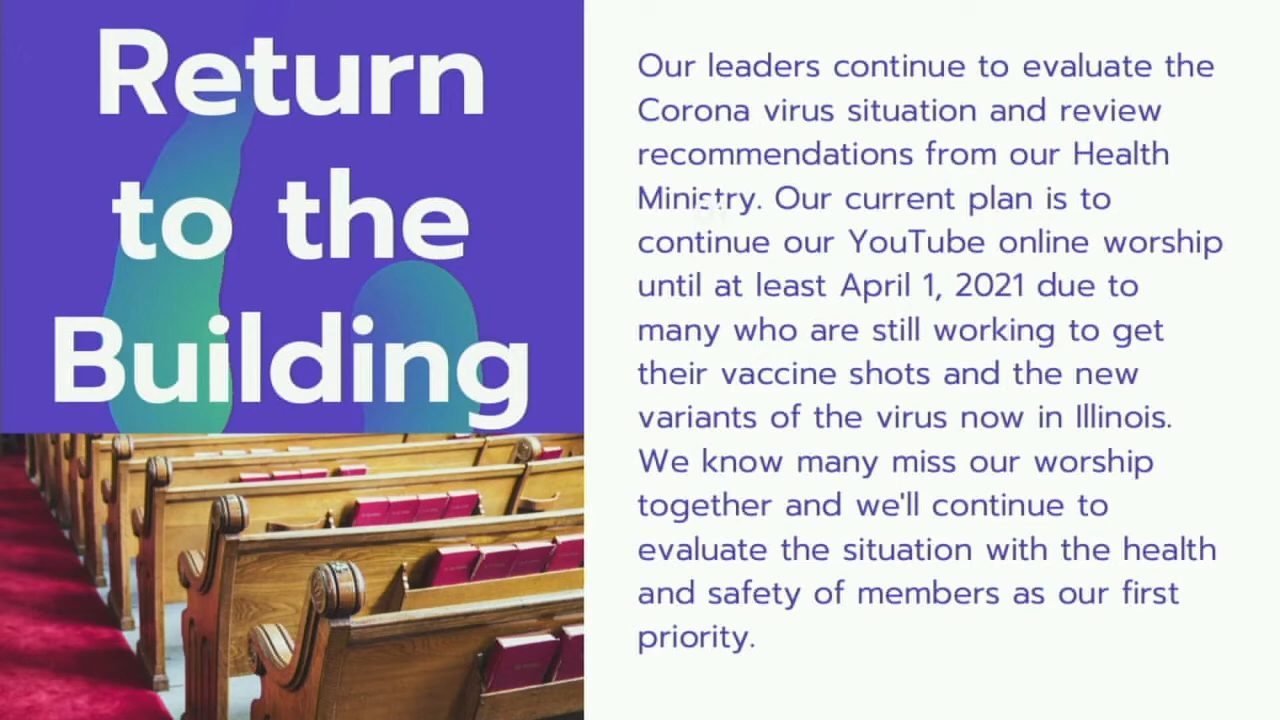 Return
to the
Building
Our leaders continue to evaluate the
Corona virus situation and review
recommendations from our Health
Ministry. Our current plan is to
continue our YouTube online worship
until at least April 1, 2021 due to
many who are still working to get
their vaccine shots and the new
variants of the virus now in Illinois.
We know many miss our worship
together and we'll continue to
evaluate the situation with the health
and safety of members as our first
priority.